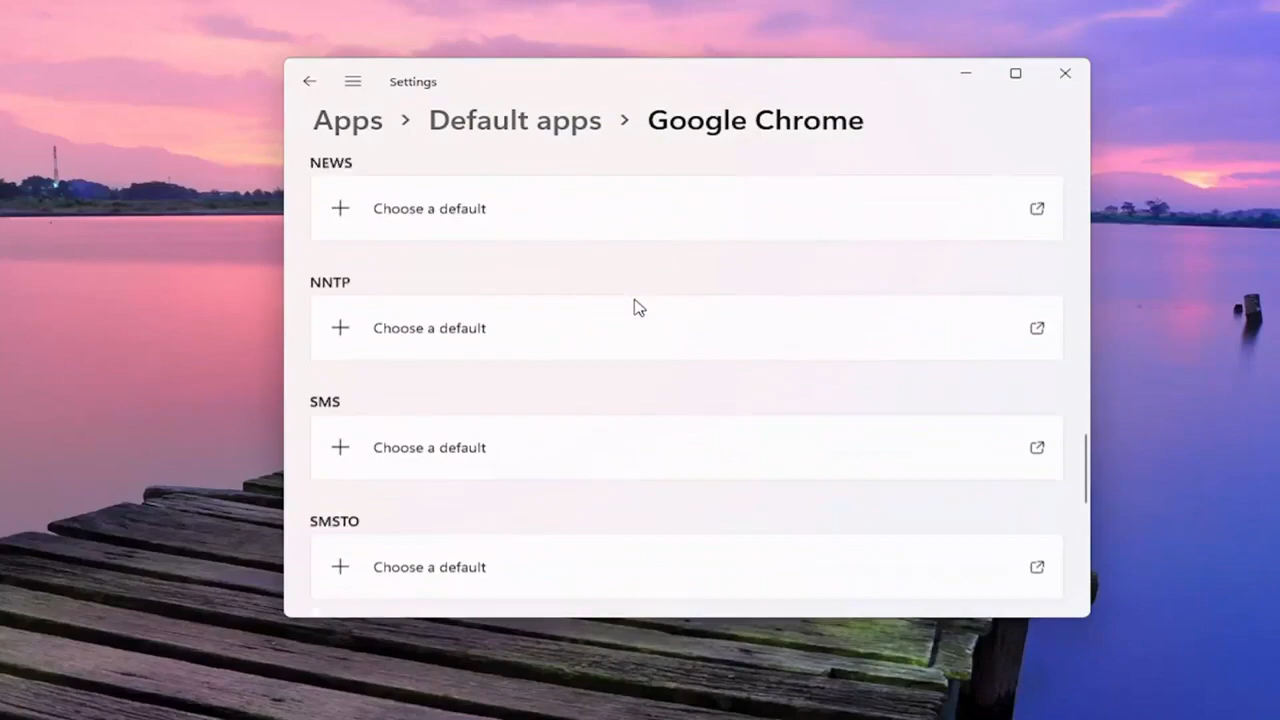 Settings
Apps > Default apps > Google Chrome
NEWS
Choose a default
NNTP
Choose a default
SMS
Choose a default
SMSTO
Choose a default